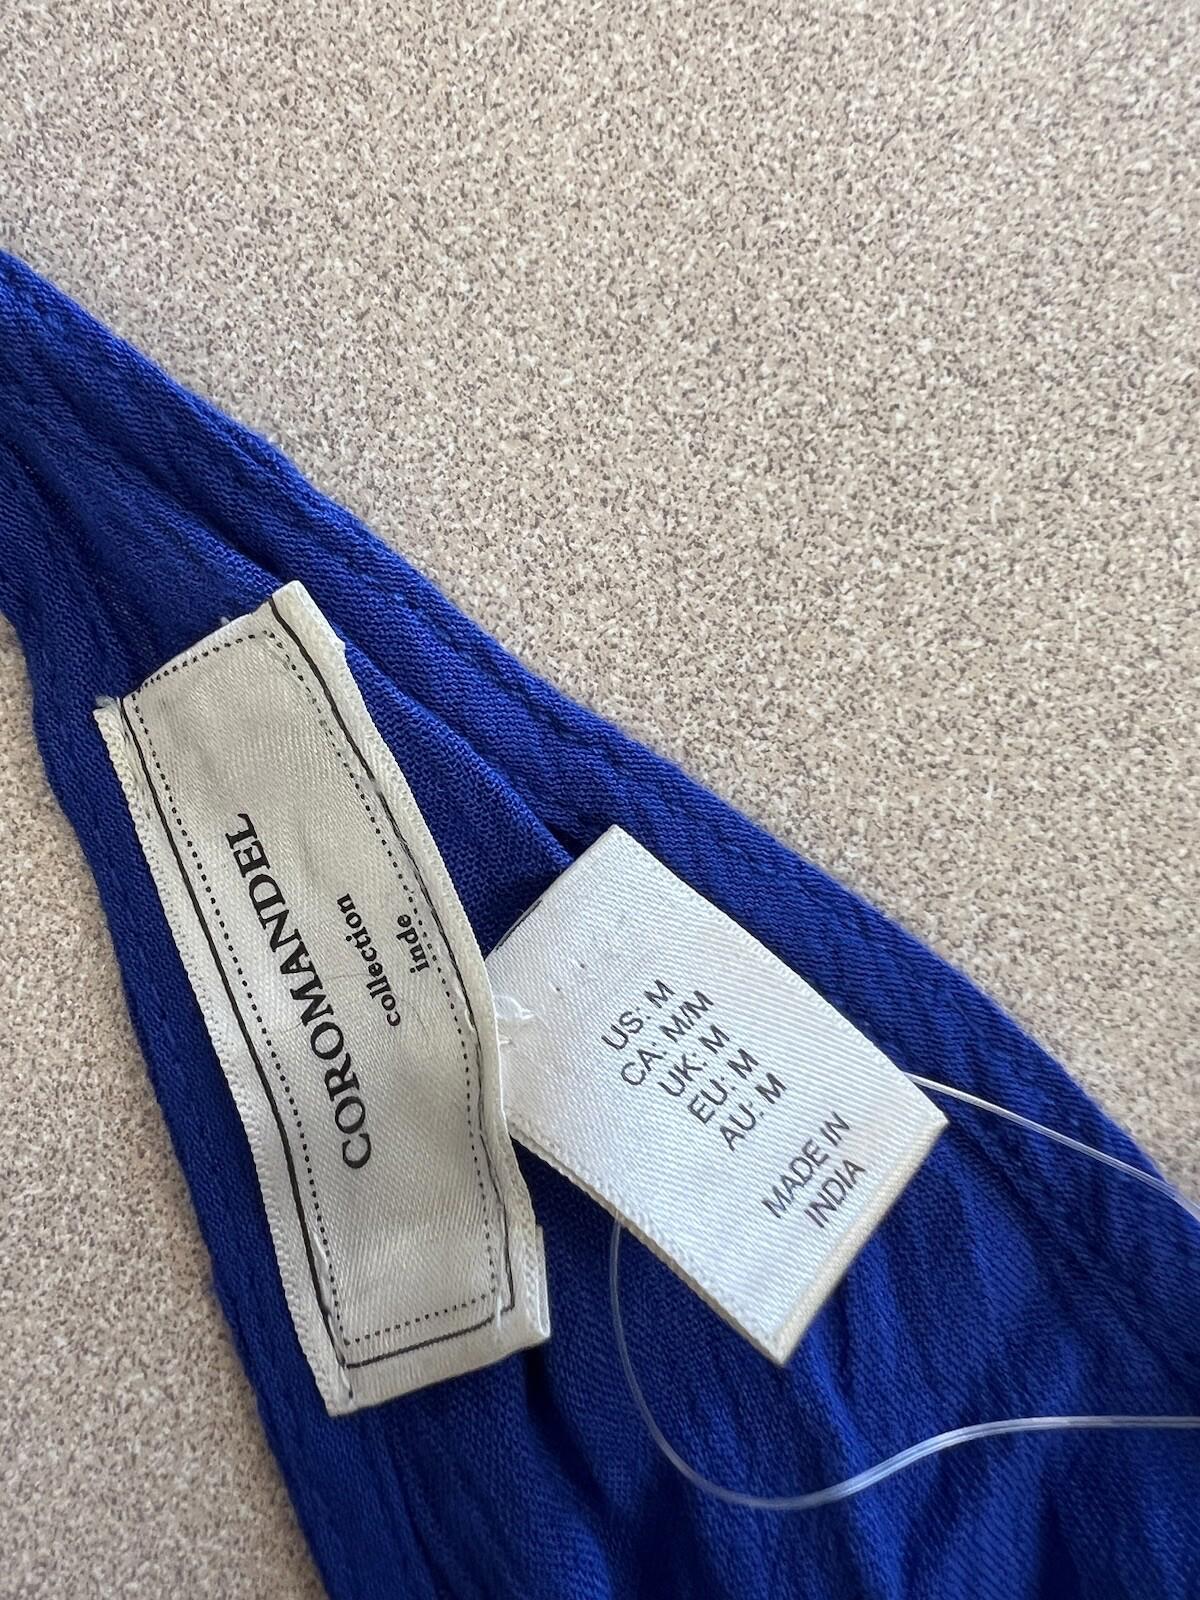 COROMANDEL
collection
inde
US: M
CA: M/M
UK: M
EU: M
AU: M
MADE IN
INDIA